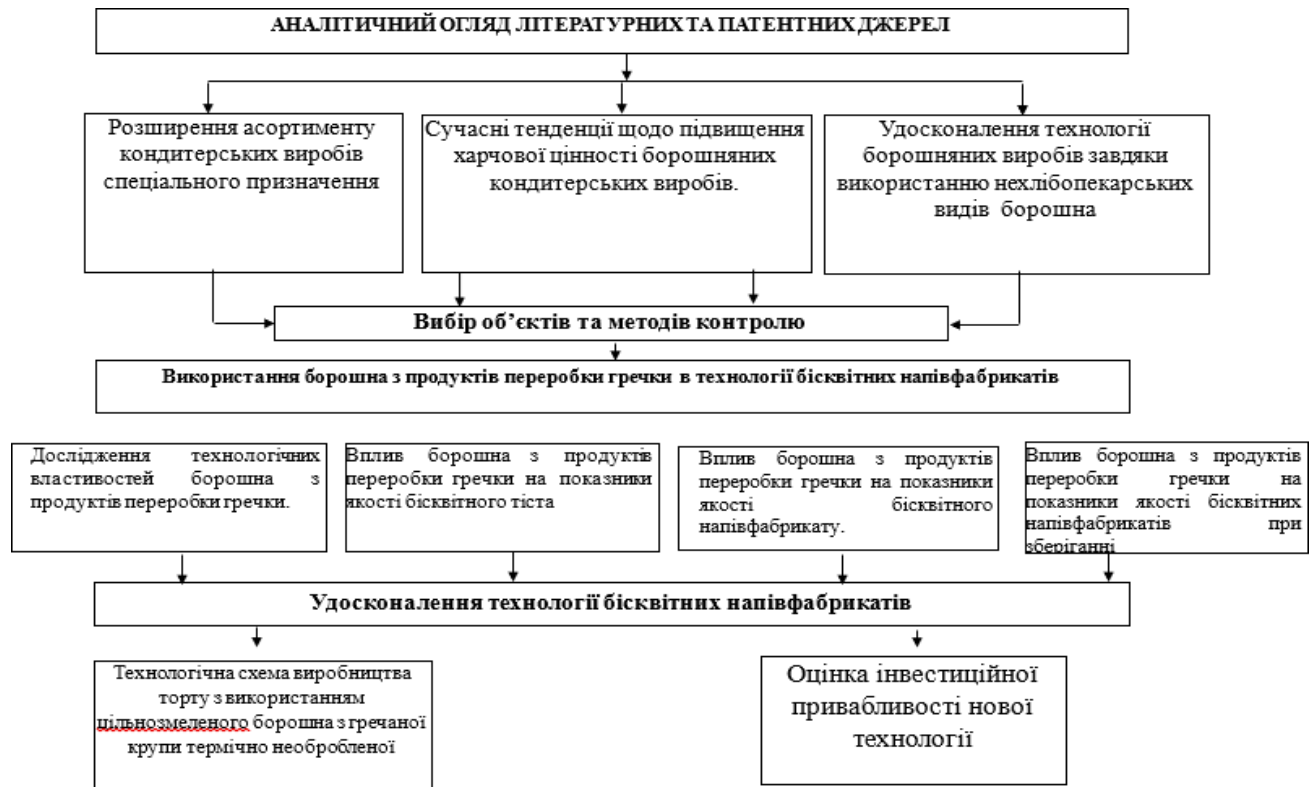 АНАЛІТИЧНИЙ ОГЛЯД ЛІТЕРАТУРНИХ ТА ПАТЕНТНИХ ДЖЕРЕЛ
Розширення асортименту
кондитерських виробів
спеціального призначення
Сучасні тенденції щодо підвищення
харчової цінності борошняних
кондитерських виробів.
Удосконалення технології
борошняних виробів завдяки
використанню нехлібопекарських
видів борошна
Вибір об’єктів та методів контролю
Використання борошна з продуктів переробки гречки в технології бісквітних напівфабрикатів
Дослідження технологічних
властивостей борошна з
продуктів переробки гречки.
Вплив борошна з продуктів
переробки гречки на показники
якості бісквітного тіста
Вплив борошна з продуктів
переробки гречки на показники
якості бісквітного
напівфабрикату.
Вплив борошна з продуктів
переробки гречки на
показники якості бісквітних
напівфабрикатів при
зберіганні
Удосконалення технології бісквітних напівфабрикатів
Технологічна схема виробництва
торту з використанням
цільнозмеленого борошна з гречаної
крупи термічно необробленої
Оцінка інвестиційної
привабливості нової
технології